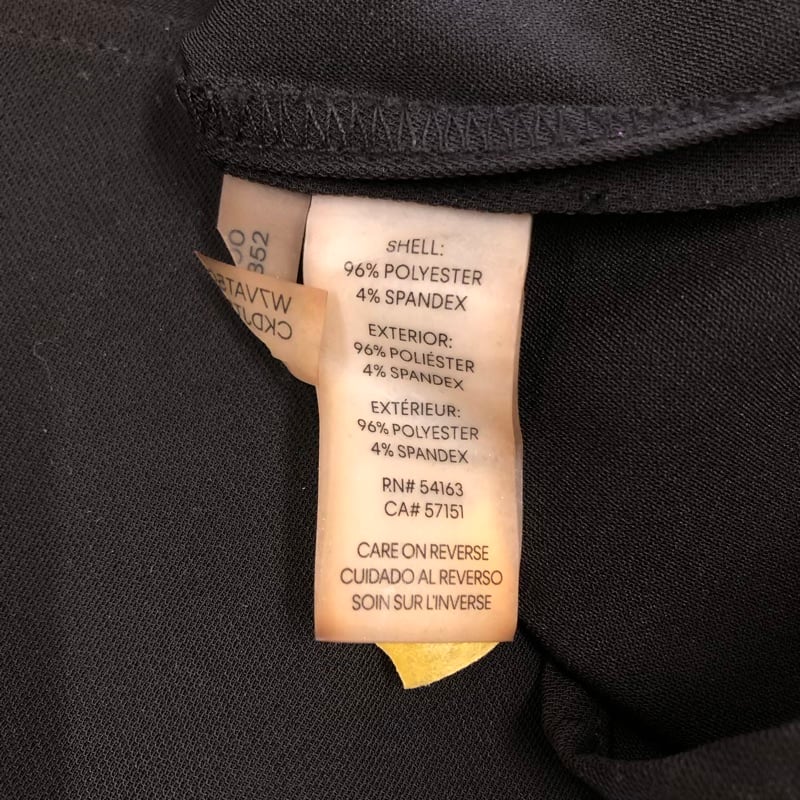 SHELL:
96% POLYESTER
4% SPANDEX
EXTERIOR:
96% POLIÉSTER
4% SPANDEX
EXTÉRIEUR:
96% POLYESTER
4% SPANDEX
RN# 54163
CA# 57151
CARE ON REVERSE
CUIDADO AL REVERSO
SOIN SUR L'INVERSE
352